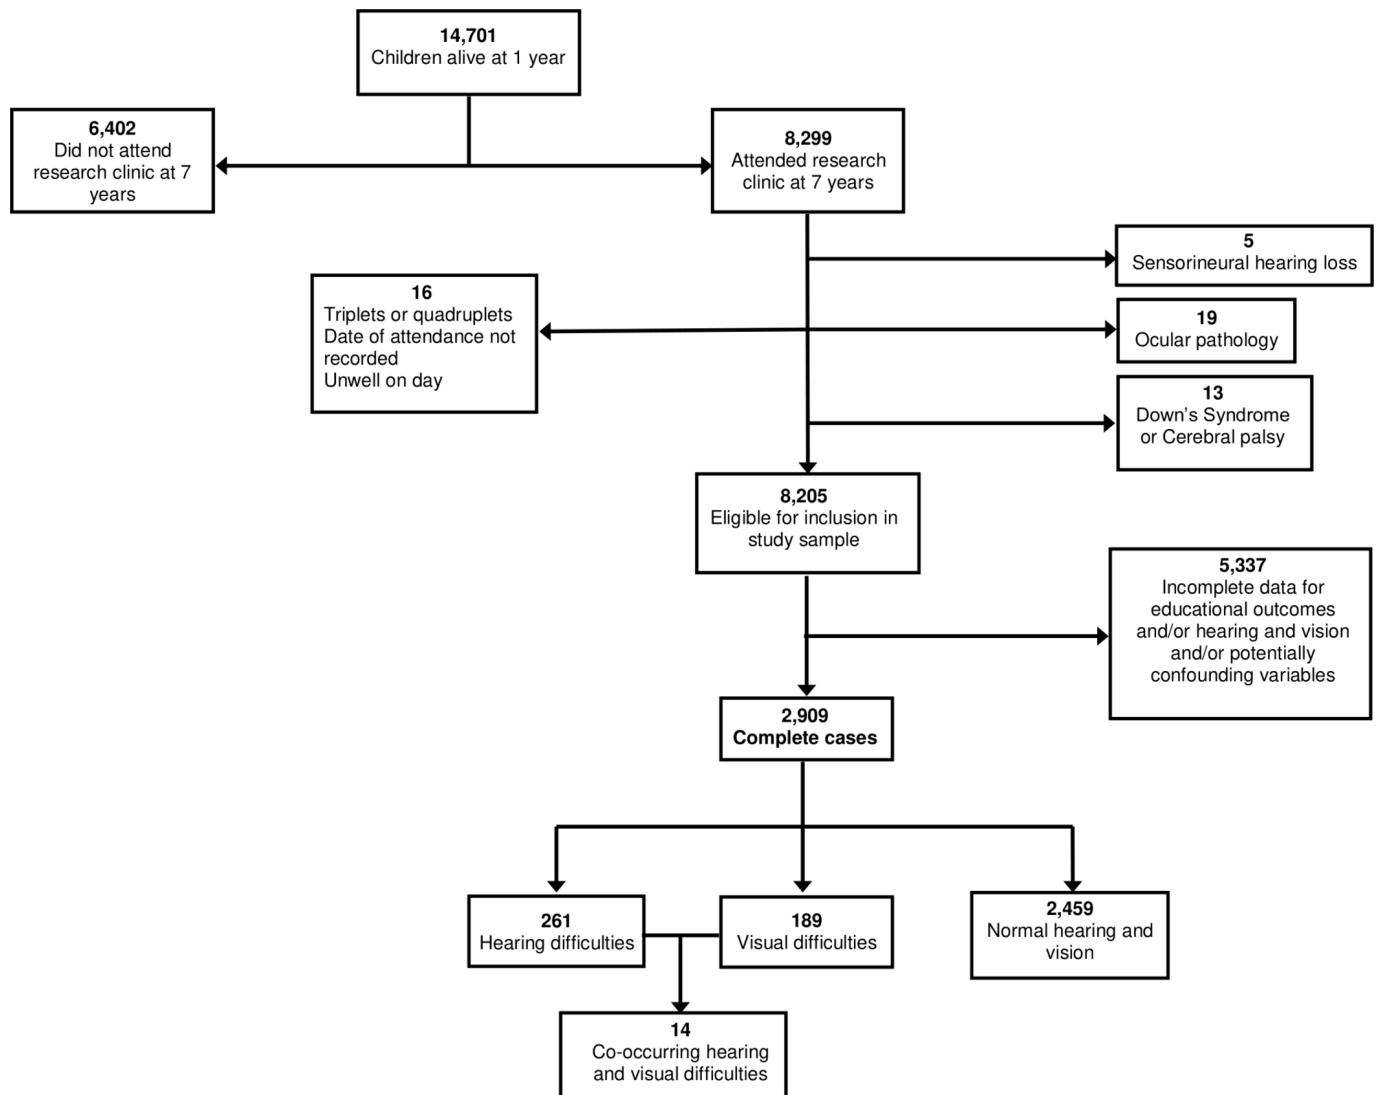 14,701
Children alive at 1 year
6,402
Did not attend
research clinic at 7
years
8,299
Attended research
clinic at 7 years
5
Sensorineural hearing loss
16
Triplets or quadruplets
Date of attendance not
recorded
Unwell on day
19
Ocular pathology
13
Down’s Syndrome
or Cerebral palsy
8,205
Eligible for inclusion in
study sample
5,337
Incomplete data for
educational outcomes
and/or hearing and vision
and/or potentially
confounding variables
2,909
Complete cases
261
Hearing difficulties
189
Visual difficulties
2,459
Normal hearing and
vision
14
Co-occurring hearing
and visual difficulties